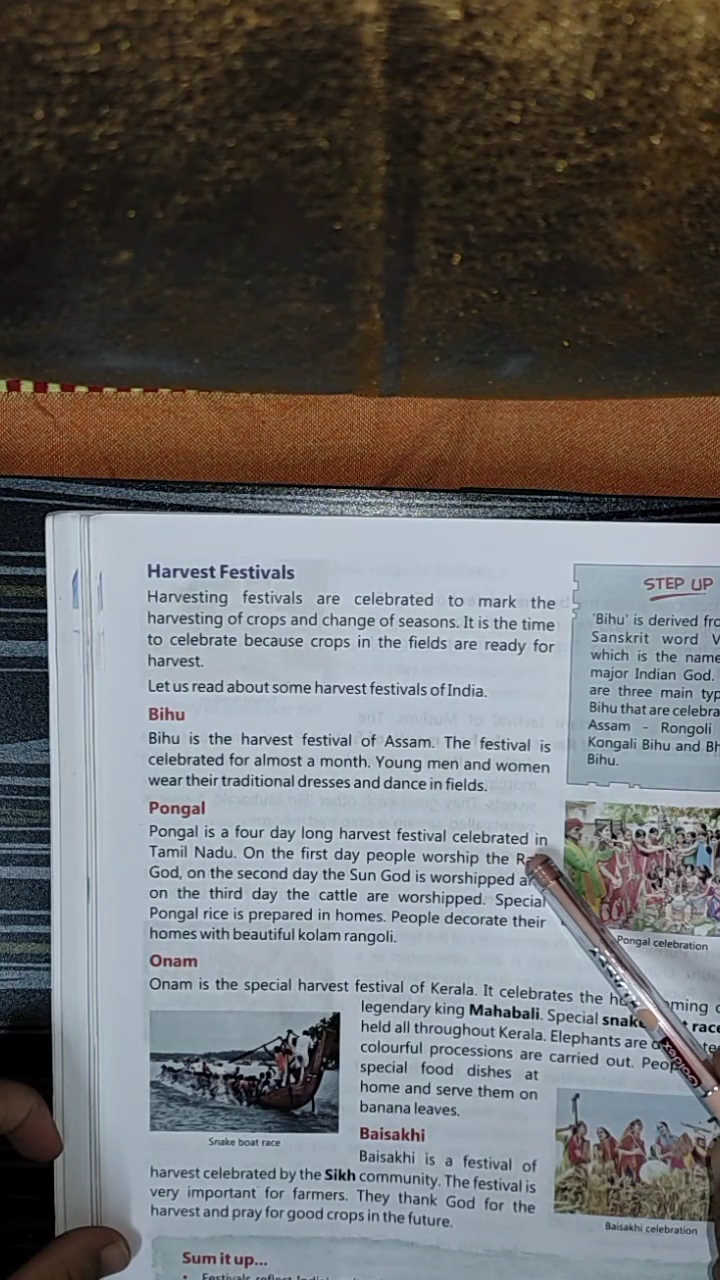 Harvest Festivals
Harvesting festivals are celebrated to mark the
harvesting of crops and change of seasons. It is the time
to celebrate because crops in the fields are ready for
harvest.
Let us read about some harvest festivals of India.
Bihu
Bihu is the harvest festival of Assam. The festival is
celebrated for almost a month. Young men and women
wear their traditional dresses and dance in fields.
Pongal
Pongal is a four day long harvest festival celebrated in
Tamil Nadu. On the first day people worship the
God, on the second day the Sun God is worshipped
on the third day the cattle are worshipped. Special
Pongal rice is prepared in homes. People decorate their
homes with beautiful kolam rangoli.
Onam
Onam is the special harvest festival of Kerala. It celebrates the
legendary king Mahabali. Special
held all throughout Kerala. Elephants are
colourful processions are carried out.
special food dishes at
home and serve them on
banana leaves.
Snake boat race
Baisakhi
Baisakhi is a festival of
harvest celebrated by the Sikh community. The festival is
very important for farmers. They thank God for the
harvest and pray for good crops in the future.
Sum it up...
STEP UP
'Bihu' is derived
Sanskrit word
which is the name
major Indian God.
are three main
Bihu that are
Assam - Rongoli
Kongali Bihu and
Bihu.
Pongal celebration
Baisakhi celebration